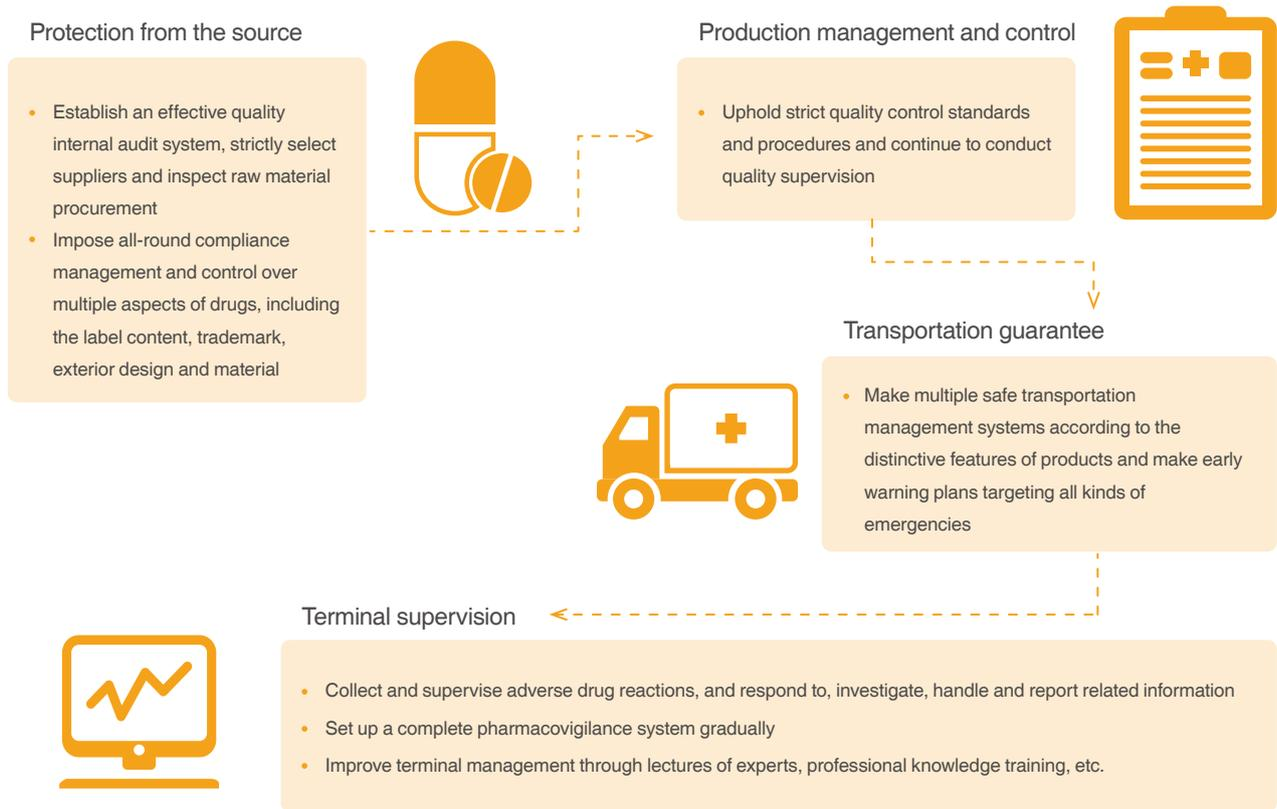 Protection from the source
• Establish an effective quality
internal audit system, strictly select
suppliers and inspect raw material
procurement
• Impose all-round compliance
management and control over
multiple aspects of drugs, including
the label content, trademark,
exterior design and material
Production management and control
• Uphold strict quality control standards
and procedures and continue to conduct
quality supervision
Transportation guarantee
• Make multiple safe transportation
management systems according to the
distinctive features of products and make early
warning plans targeting all kinds of
emergencies
Terminal supervision
• Collect and supervise adverse drug reactions, and respond to, investigate, handle and report related information
• Set up a complete pharmacovigilance system gradually
• Improve terminal management through lectures of experts, professional knowledge training, etc.